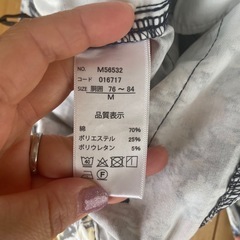 NO. M56532
コード 016717
SIZE 胴囲 76～84
M
品質表示
綿 70%
ポリエステル 25%
ポリウレタン 5%